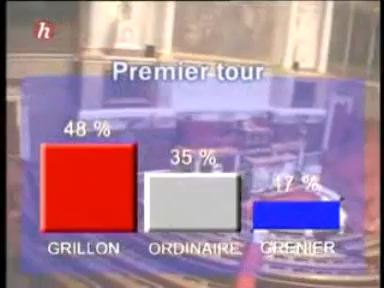 h
Premier tour
48 %
35 %
17 %
GRILLON
ORDINAIRE
GRENIER